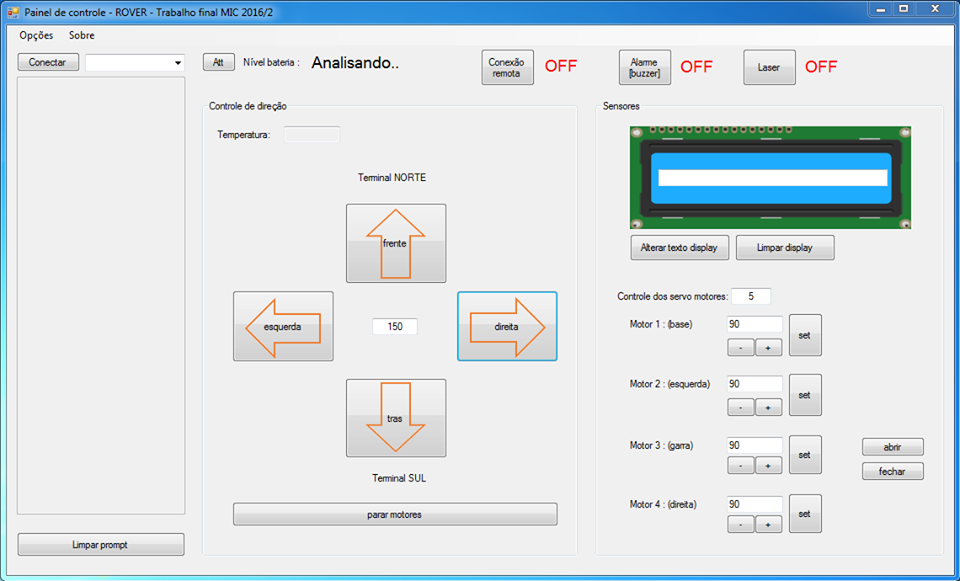 Painel de controle - ROVER - Trabalho final MIC 2016/2
Opções Sobre
Conectar
Att
Nível bateria : Analisando..
Conexão
remota
OFF
Alarme
[buzzer]
OFF
Laser
OFF
Controle de direção
Temperatura:
Terminal NORTE
frente
esquerda
150
direita
tras
Terminal SUL
parar motores
Limpar prompt
Sensores
Alterar texto display
Limpar display
Controle dos servo motores: 5
Motor 1 : (base) 90
- +
set
Motor 2 : (esquerda) 90
- +
set
Motor 3 : (garra) 90
- +
set
abrir
fechar
Motor 4 : (direita) 90
- +
set